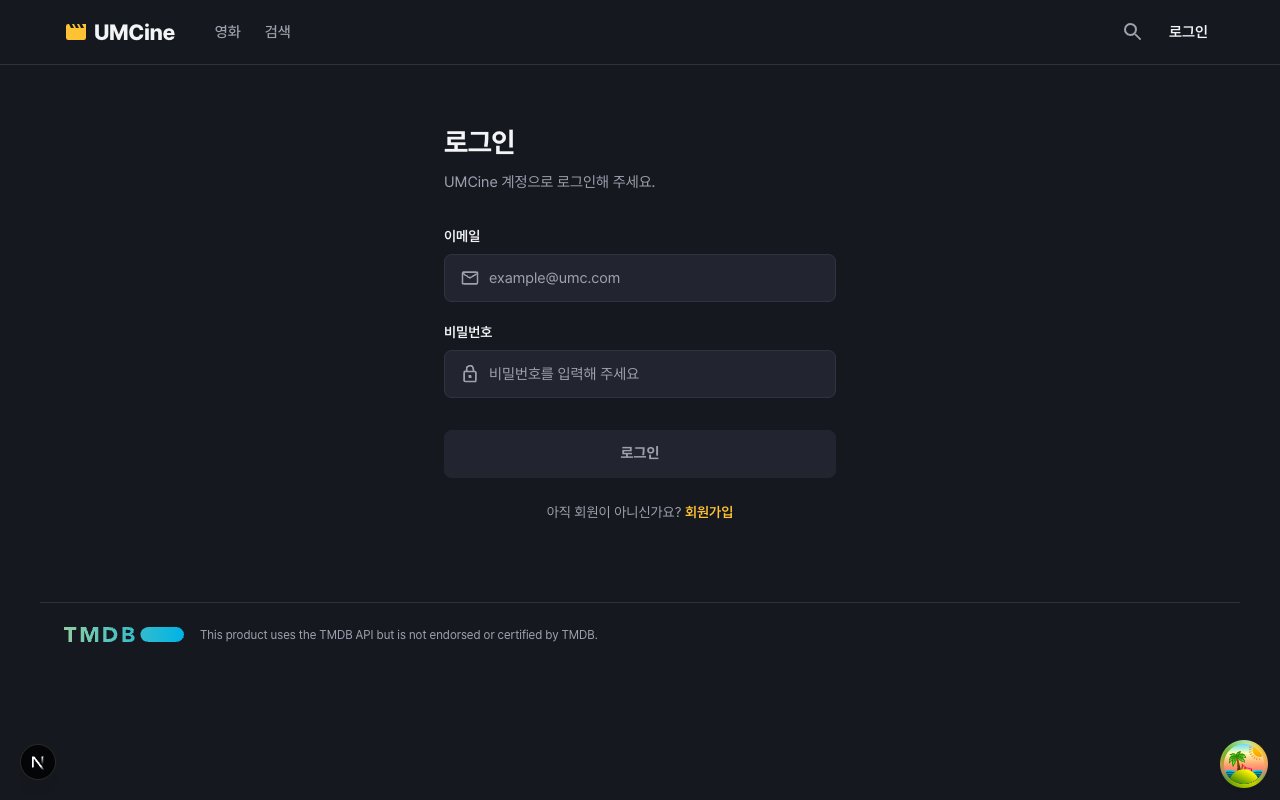 UMCine 영화 검색 로그인
로그인
UMCine 계정으로 로그인해 주세요.
이메일
example@umc.com
비밀번호
비밀번호를 입력해 주세요
로그인
아직 회원이 아니신가요? 회원가입
TMDB This product uses the TMDB API but is not endorsed or certified by TMDB.
N